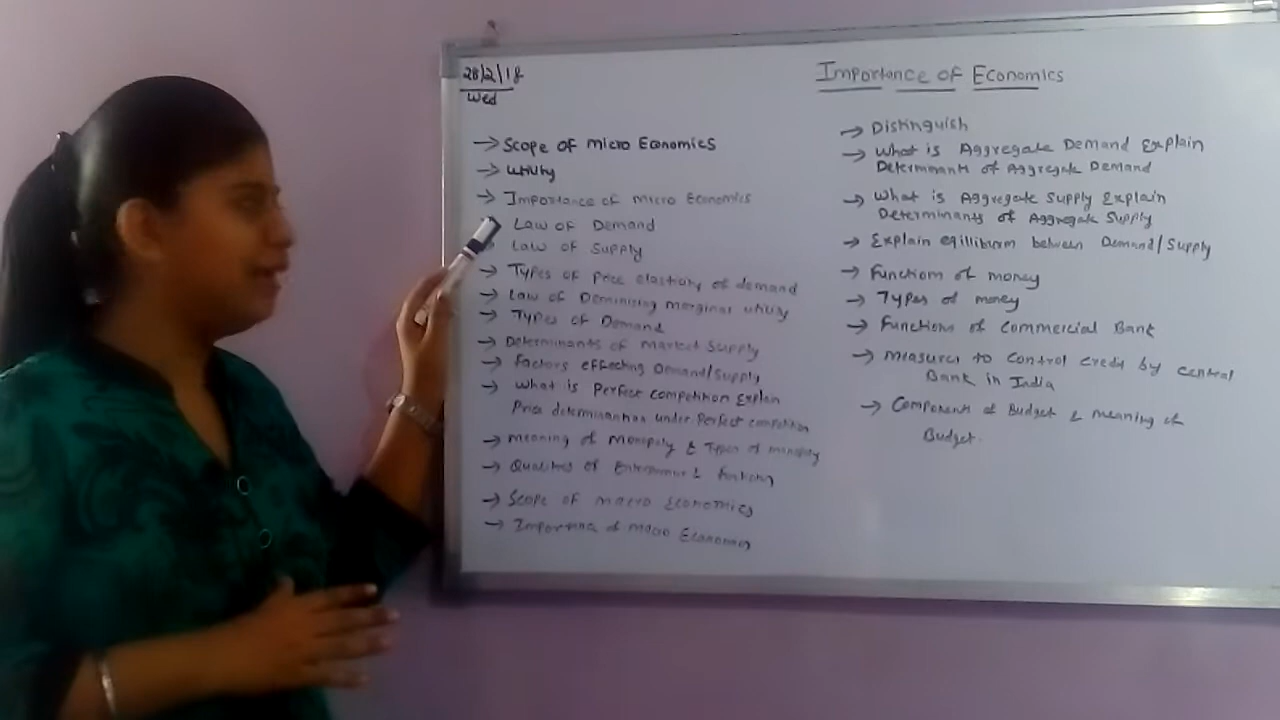 28/2/18
Wed
Importance of Economics
→ Scope of micro Economics
→ Utility
→ Importance of micro Economics
Law of Demand
Law of Supply
→ Types of Price elasticity of demand
→ Law of Deminising marginal utility
→ Types of Demand
→ Determinants of market Supply
→ Factors effecting Demand/Supply
→ What is Perfect competition Explain
Price determination under Perfect competition
→ meaning of Monopoly & Types of monopoly
→ Qualities of
→ Scope of macro Economics
→ Importance of macro Economics
→ Distinguish
→ What is Aggregate Demand Explain
Determinants of Aggregate Demand
→ What is Aggregate Supply Explain
Determinants of Aggregate Supply
→ Explain between Demand/Supply
→ Functions of money
→ Types of money
→ Functions of Commercial Bank
→ measures to control credit by central
Bank in India
→ Components of Budget & meaning of
Budget.